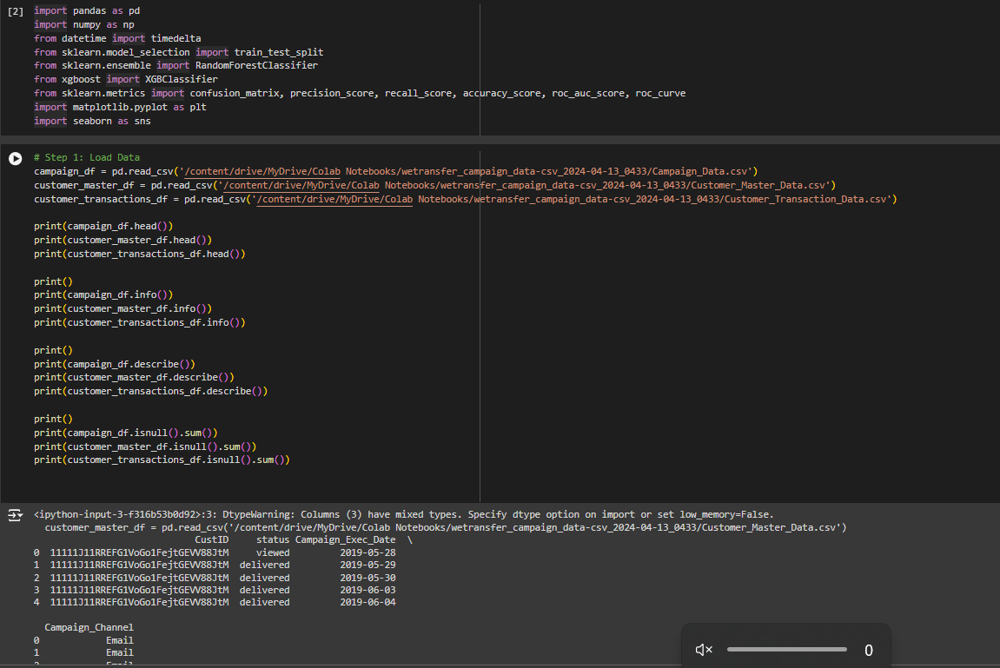 [2] import pandas as pd
import numpy as np
from datetime import timedelta
from sklearn.model_selection import train_test_split
from sklearn.ensemble import RandomForestClassifier
from xgboost import XGBClassifier
from sklearn.metrics import confusion_matrix, precision_score, recall_score, accuracy_score, roc_auc_score, roc_curve
import matplotlib.pyplot as plt
import seaborn as sns
# Step 1: Load Data
campaign_df = pd.read_csv('/content/drive/MyDrive/Colab Notebooks/wetransfer_campaign_data-csv_2024-04-13_0433/Campaign_Data.csv')
customer_master_df = pd.read_csv('/content/drive/MyDrive/Colab Notebooks/wetransfer_campaign_data-csv_2024-04-13_0433/Customer_Master_Data.csv')
customer_transactions_df = pd.read_csv('/content/drive/MyDrive/Colab Notebooks/wetransfer_campaign_data-csv_2024-04-13_0433/Customer_Transaction_Data.csv')
print(campaign_df.head())
print(customer_master_df.head())
print(customer_transactions_df.head())
print()
print(campaign_df.info())
print(customer_master_df.info())
print(customer_transactions_df.info())
print()
print(campaign_df.describe())
print(customer_master_df.describe())
print(customer_transactions_df.describe())
print()
print(campaign_df.isnull().sum())
print(customer_master_df.isnull().sum())
print(customer_transactions_df.isnull().sum())
<ipython-input-3-f316b53b0d92>:3: DtypeWarning: Columns (3) have mixed types. Specify dtype option on import or set low_memory=False.
customer_master_df = pd.read_csv('/content/drive/MyDrive/Colab Notebooks/wetransfer_campaign_data-csv_2024-04-13_0433/Customer_Master_Data.csv')
CustID status Campaign_Exec_Date \
0 11111J11RREFG1VoGo1FejtGEVV88JtM viewed 2019-05-28
1 11111J11RREFG1VoGo1FejtGEVV88JtM delivered 2019-05-29
2 11111J11RREFG1VoGo1FejtGEVV88JtM delivered 2019-05-30
3 11111J11RREFG1VoGo1FejtGEVV88JtM delivered 2019-06-03
4 11111J11RREFG1VoGo1FejtGEVV88JtM delivered 2019-06-04
Campaign_Channel
0 Email
1 Email
2 Email
0